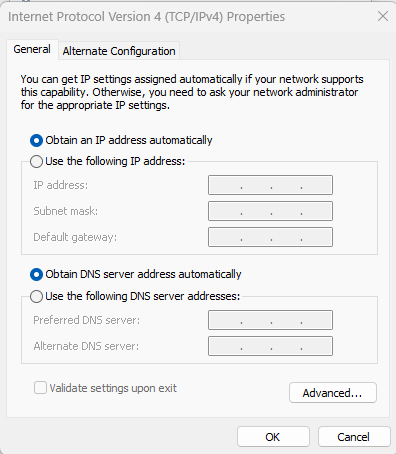 Internet Protocol Version 4 (TCP/IPv4) Properties
General
Alternate Configuration
You can get IP settings assigned automatically if your network supports
this capability. Otherwise, you need to ask your network administrator
for the appropriate IP settings.
Obtain an IP address automatically
Use the following IP address:
IP address:
Subnet mask:
Default gateway:
Obtain DNS server address automatically
Use the following DNS server addresses:
Preferred DNS server:
Alternate DNS server:
Validate settings upon exit
Advanced...
OK
Cancel